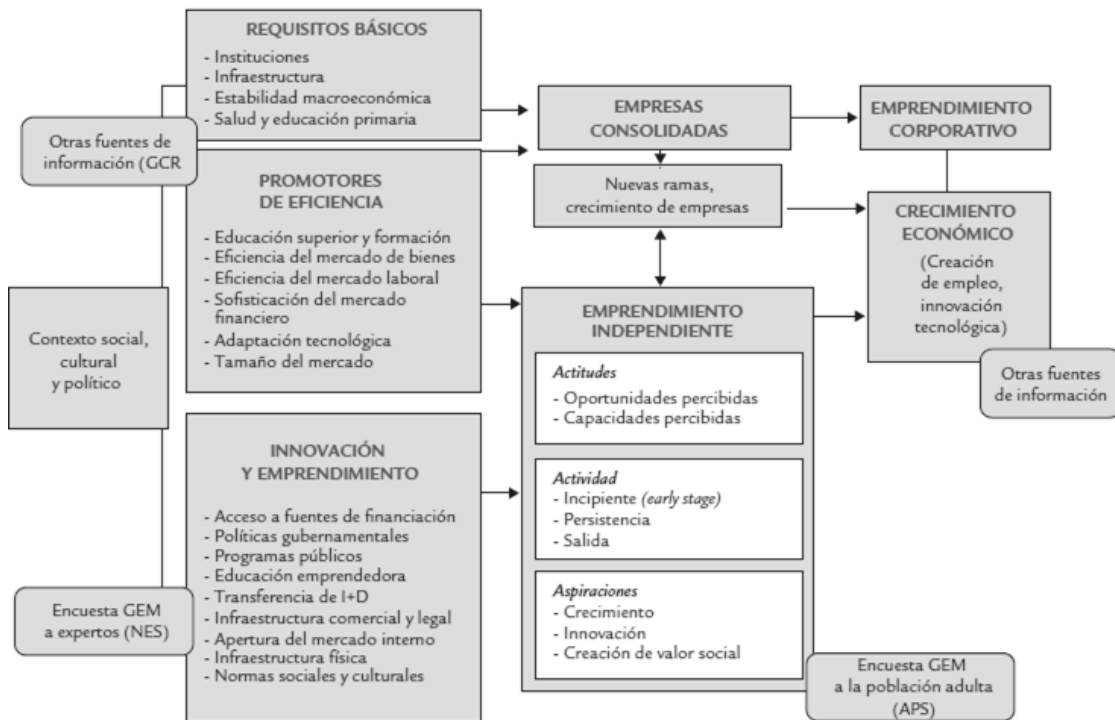 REQUISITOS BÁSICOS
- Instituciones
- Infraestructura
- Estabilidad macroeconómica
- Salud y educación primaria
Otras fuentes de
información (GCR
PROMOTORES
DE EFICIENCIA
- Educación superior y formación
- Eficiencia del mercado de bienes
- Eficiencia del mercado laboral
- Sofisticación del mercado
financiero
- Adaptación tecnológica
- Tamaño del mercado
Contexto social,
cultural
y político
INNOVACIÓN
Y EMPRENDIMIENTO
- Acceso a fuentes de financiación
- Políticas gubernamentales
- Programas públicos
- Educación emprendedora
- Transferencia de I+D
- Infraestructura comercial y legal
- Apertura del mercado interno
- Infraestructura física
- Normas sociales y culturales
Encuesta GEM
a expertos (NES)
EMPRESAS
CONSOLIDADAS
Nuevas ramas,
crecimiento de empresas
EMPRENDIMIENTO
INDEPENDIENTE
Actitudes
- Oportunidades percibidas
- Capacidades percibidas
Actividad
- Incipiente (early stage)
- Persistencia
- Salida
Aspiraciones
- Crecimiento
- Innovación
- Creación de valor social
Encuesta GEM
a la población adulta
(APS)
EMPRENDIMIENTO
CORPORATIVO
CRECIMIENTO
ECONÓMICO
(Creación
de empleo,
innovación
tecnológica)
Otras fuentes
de información